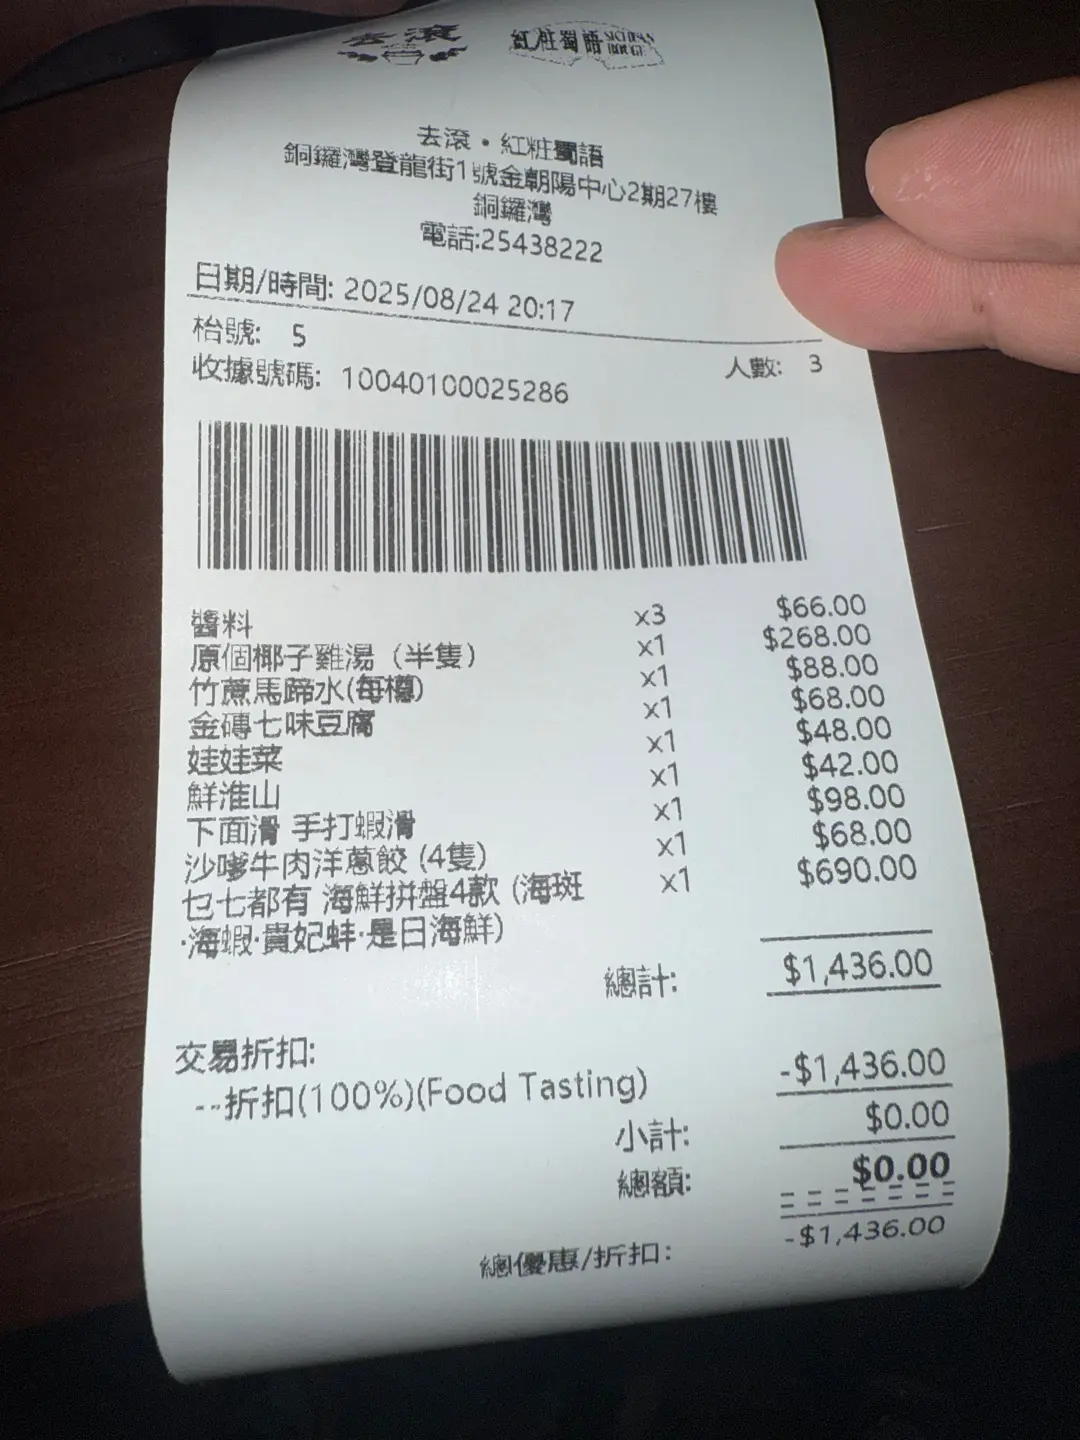 去滾 紅粧蜀語 SICHUAN ROUGE
去滾・紅粧蜀語
銅鑼灣登龍街1號金朝陽中心2期27樓
銅鑼灣
電話:25438222
日期/時間: 2025/08/24 20:17
枱號: 5
人數: 3
收據號碼: 10040100025286
醬料 x3 $66.00
原個椰子雞湯（半隻） x1 $268.00
竹蔗馬蹄水(每樽) x1 $88.00
金磚七味豆腐 x1 $68.00
娃娃菜 x1 $48.00
鮮淮山 x1 $42.00
下面滑 手打蝦滑 x1 $98.00
沙嗲牛肉洋蔥餃 (4隻) x1 $68.00
乜七都有 海鮮拼盤4款 (海斑 x1 $690.00
·海蝦·貴妃蚌·是日海鮮)
總計: $1,436.00
交易折扣:
--折扣(100%)(Food Tasting) -$1,436.00
小計: $0.00
總額: $0.00
總優惠/折扣: -$1,436.00